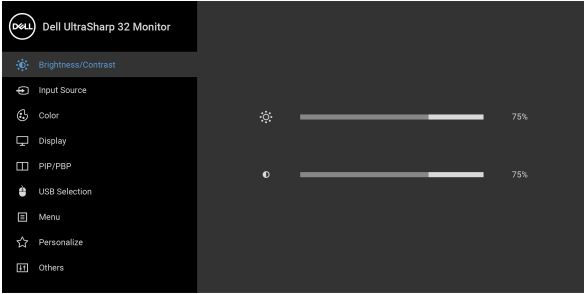 DELL
Dell UltraSharp 32 Monitor
Brightness/Contrast
Input Source
Color
Display
PIP/PBP
USB Selection
Menu
Personalize
Others
75%
75%